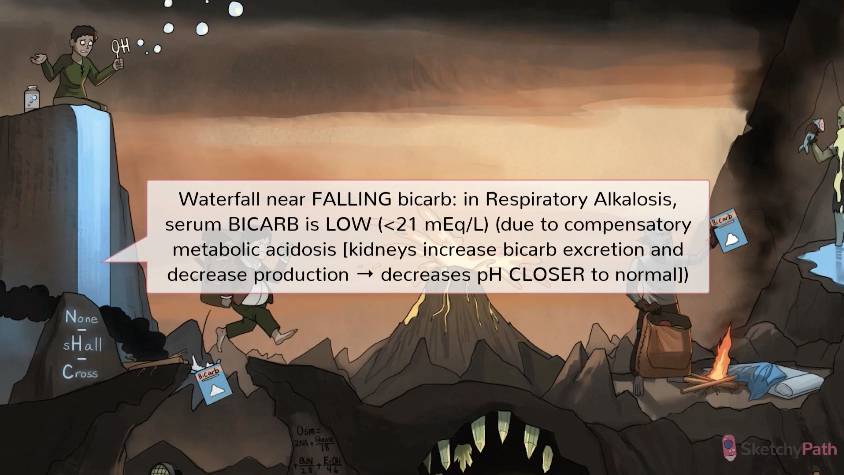 OH
Waterfall near FALLING bicarb: in Respiratory Alkalosis,
serum BICARB is LOW (<21 mEq/L) (due to compensatory
metabolic acidosis [kidneys increase bicarb excretion and
decrease production → decreases pH CLOSER to normal])
Bicarb
None
sHall
Cross
Bicarb
SketchyPath